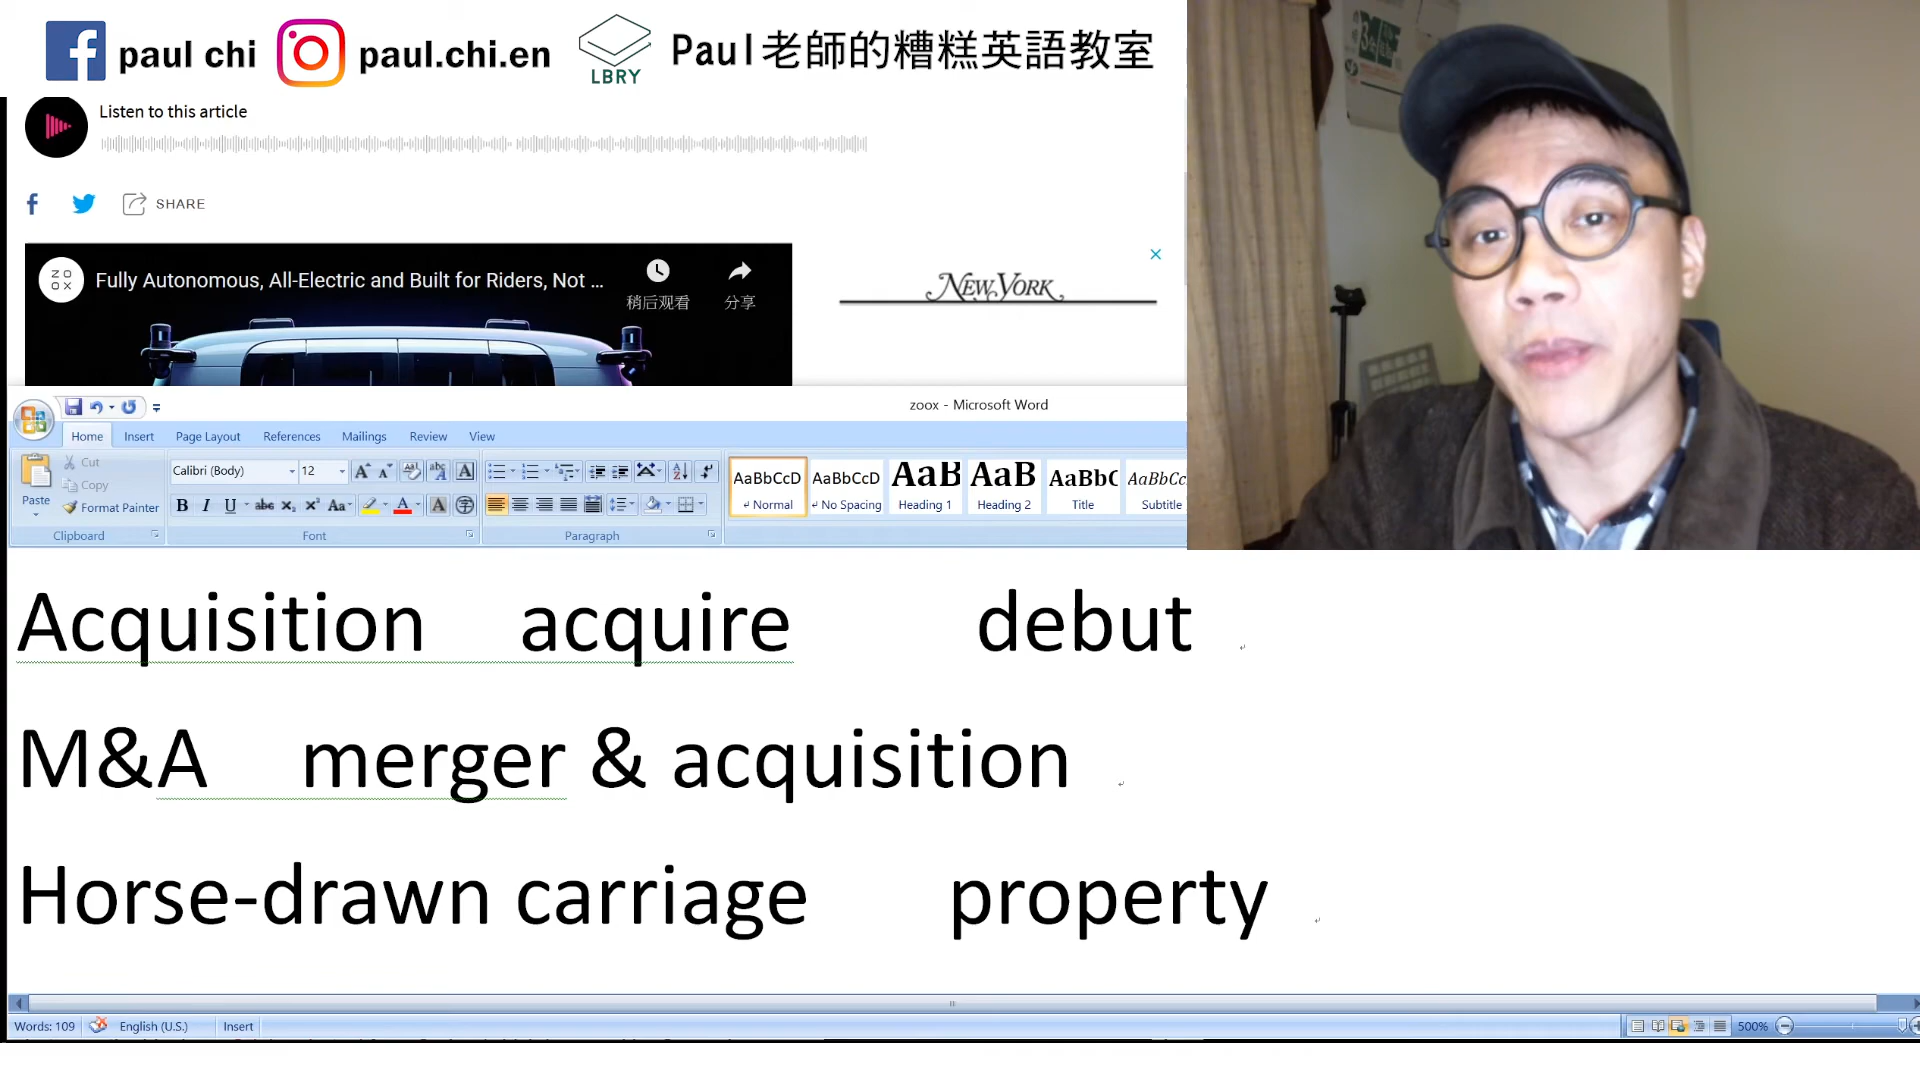 paul chi paul.chi.en LBRY Paul老師的糟糕英語教室
Listen to this article
SHARE
ZO OX Fully Autonomous, All-Electric and Built for Riders, Not ...
稍后观看 分享
NEW YORK
zoox - Microsoft Word
Home Insert Page Layout References Mailings Review View
Paste Cut Copy Format Painter
Calibri (Body) 12
AaBbCcD AaBbCcD AaB AaB AaBbC AaBbCc
Normal No Spacing Heading 1 Heading 2 Title Subtitle
Clipboard Font Paragraph
Acquisition acquire debut
M&A merger & acquisition
Horse-drawn carriage property
Words: 109 English (U.S.) Insert 500%